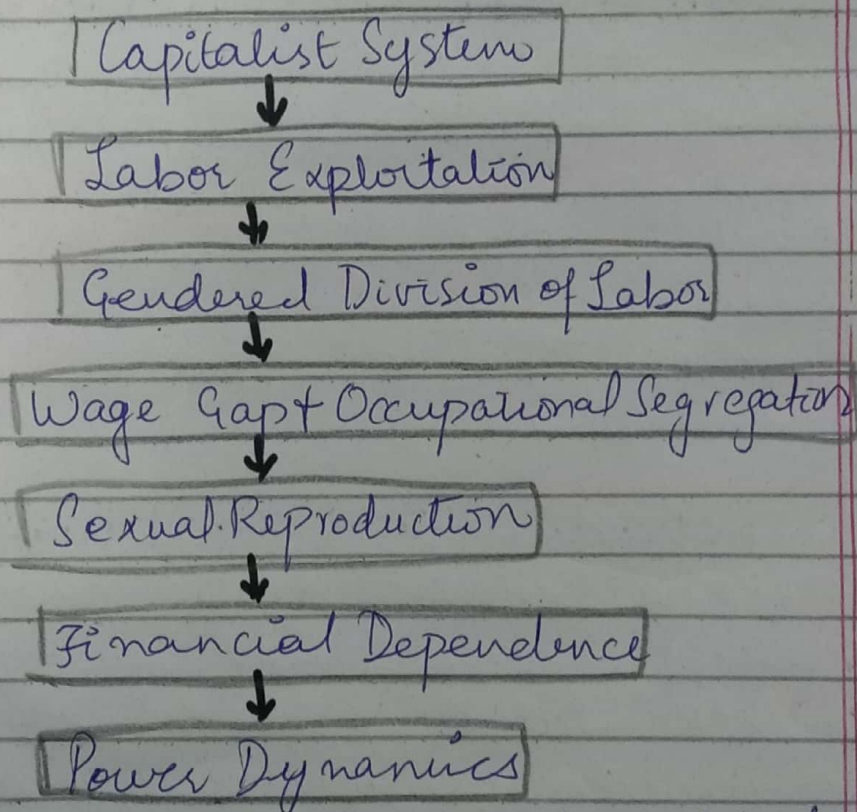 Capitalist System
Labor Exploitation
Gendered Division of Labor
Wage Gap + Occupational Segregation
Sexual Reproduction
Financial Dependence
Power Dynamics